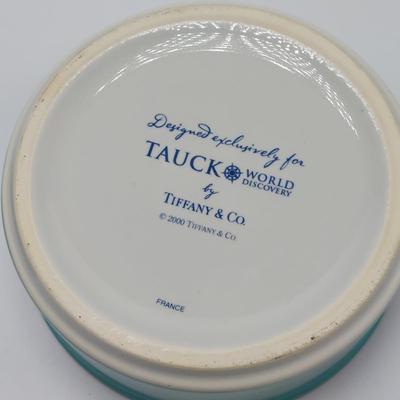 Designed exclusively for
TAUCK WORLD DISCOVERY
by
TIFFANY & CO.
© 2000 TIFFANY & CO.
FRANCE